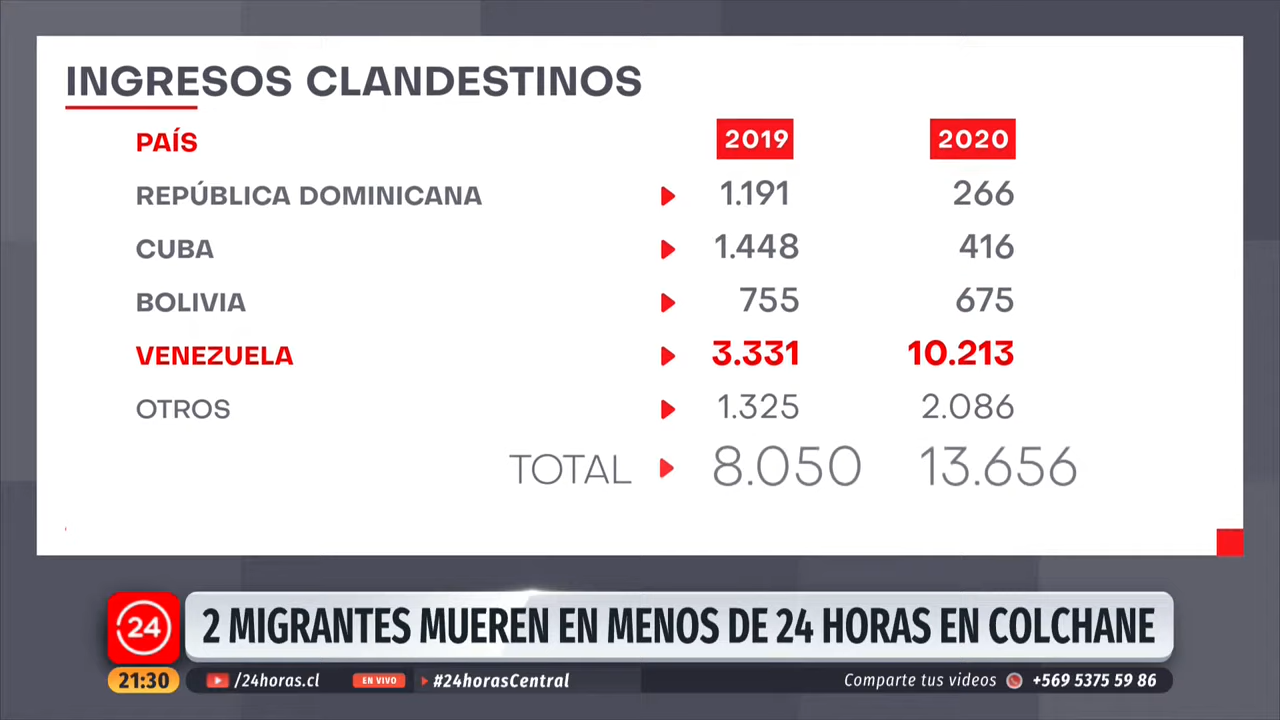 INGRESOS CLANDESTINOS
PAÍS 2019 2020
REPÚBLICA DOMINICANA 1.191 266
CUBA 1.448 416
BOLIVIA 755 675
VENEZUELA 3.331 10.213
OTROS 1.325 2.086
TOTAL 8.050 13.656
24 2 MIGRANTES MUEREN EN MENOS DE 24 HORAS EN COLCHANE
21:30 /24horas.cl EN VIVO #24horasCentral Comparte tus videos +569 5375 59 86